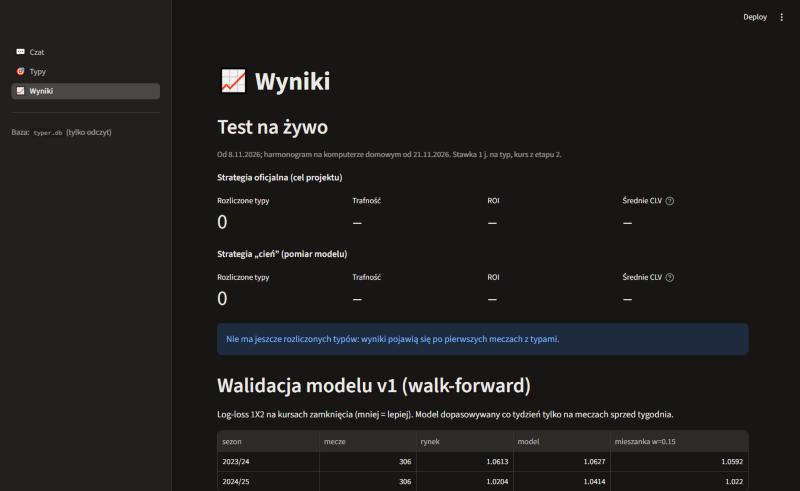 Deploy
Czat
Typy
Wyniki
Baza: typer.db (tylko odczyt)
Wyniki
Test na żywo
Od 8.11.2026; harmonogram na komputerze domowym od 21.11.2026. Stawka 1 j. na typ, kurs z etapu 2.
Strategia oficjalna (cel projektu)
Rozliczone typy Trafność ROI Średnie CLV
0 — — —
Strategia „cień” (pomiar modelu)
Rozliczone typy Trafność ROI Średnie CLV
0 — — —
Nie ma jeszcze rozliczonych typów: wyniki pojawią się po pierwszych meczach z typami.
Walidacja modelu v1 (walk-forward)
Log-loss 1X2 na kursach zamknięcia (mniej = lepiej). Model dopasowywany co tydzień tylko na meczach sprzed tygodnia.
sezon mecze rynek model mieszanka w=0.15
2023/24 306 1.0613 1.0627 1.0592
2024/25 306 1.0204 1.0414 1.022